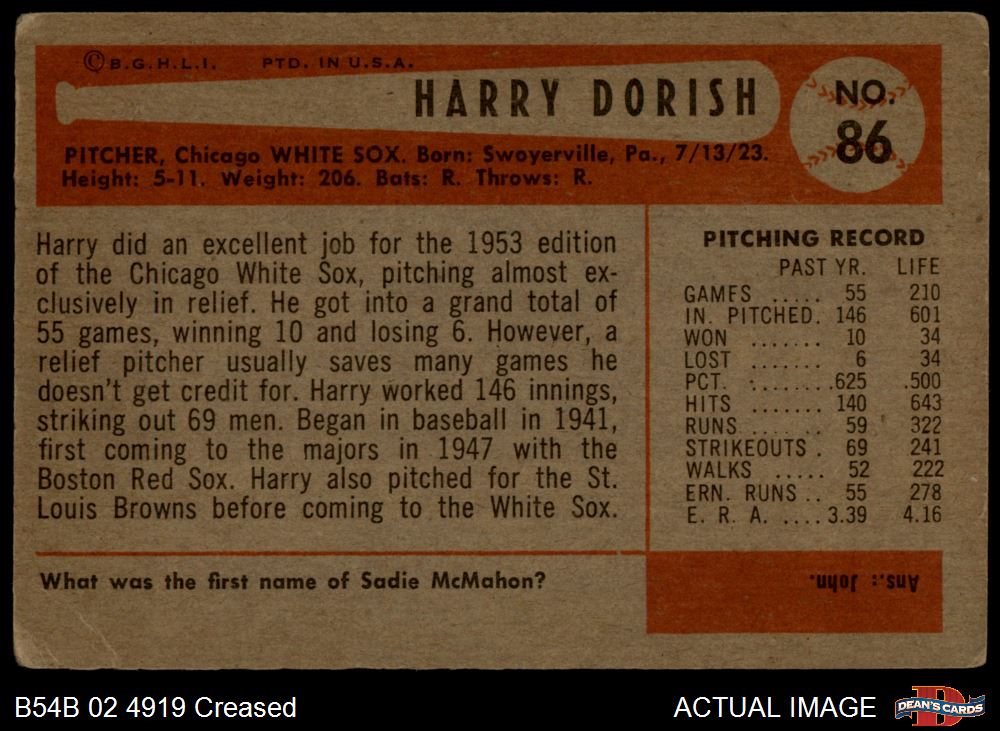 © B.G.H.L.I. PTD. IN U.S.A.
HARRY DORISH
NO.
86
PITCHER, Chicago WHITE SOX. Born: Swoyerville, Pa., 7/13/23.
Height: 5-11. Weight: 206. Bats: R. Throws: R.
Harry did an excellent job for the 1953 edition
of the Chicago White Sox, pitching almost ex-
clusively in relief. He got into a grand total of
55 games, winning 10 and losing 6. However, a
relief pitcher usually saves many games he
doesn't get credit for. Harry worked 146 innings,
striking out 69 men. Began in baseball in 1941,
first coming to the majors in 1947 with the
Boston Red Sox. Harry also pitched for the St.
Louis Browns before coming to the White Sox.
PITCHING RECORD
PAST YR. LIFE
GAMES ..... 55 210
IN. PITCHED. 146 601
WON ....... 10 34
LOST ....... 6 34
PCT. ........ .625 .500
HITS ....... 140 643
RUNS ....... 59 322
STRIKEOUTS . 69 241
WALKS ..... 52 222
ERN. RUNS .. 55 278
E. R. A. .... 3.39 4.16
What was the first name of Sadie McMahon?
Ans.: John.
B54B 02 4919 Creased
ACTUAL IMAGE
D
DEAN'S CARDS